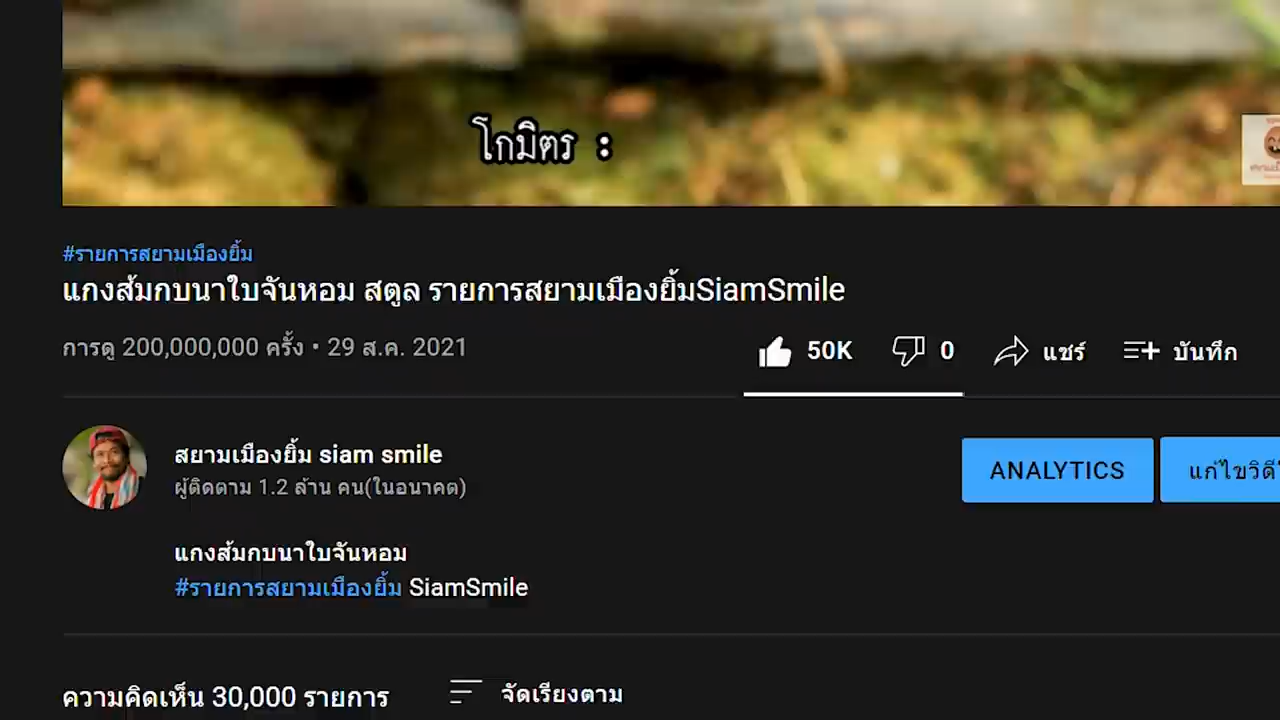 โกมิตร :
#รายการสยามเมืองยิ้ม
แกงส้มกบนาใบจันหอม สตูล รายการสยามเมืองยิ้มSiamSmile
การดู 200,000,000 ครั้ง • 29 ส.ค. 2021
50K 0 แชร์ บันทึก
สยามเมืองยิ้ม siam smile
ผู้ติดตาม 1.2 ล้าน คน(ในอนาคต)
ANALYTICS แก้ไขวิดี
แกงส้มกบนาใบจันหอม
#รายการสยามเมืองยิ้ม SiamSmile
ความคิดเห็น 30,000 รายการ จัดเรียงตาม